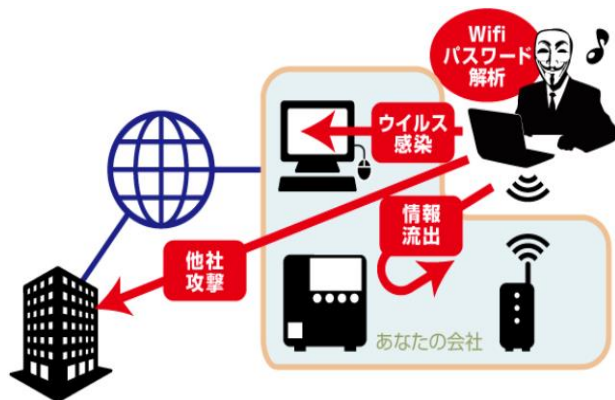 Wifi
パスワード
解析
ウイルス
感染
情報
流出
他社
攻撃
あなたの会社